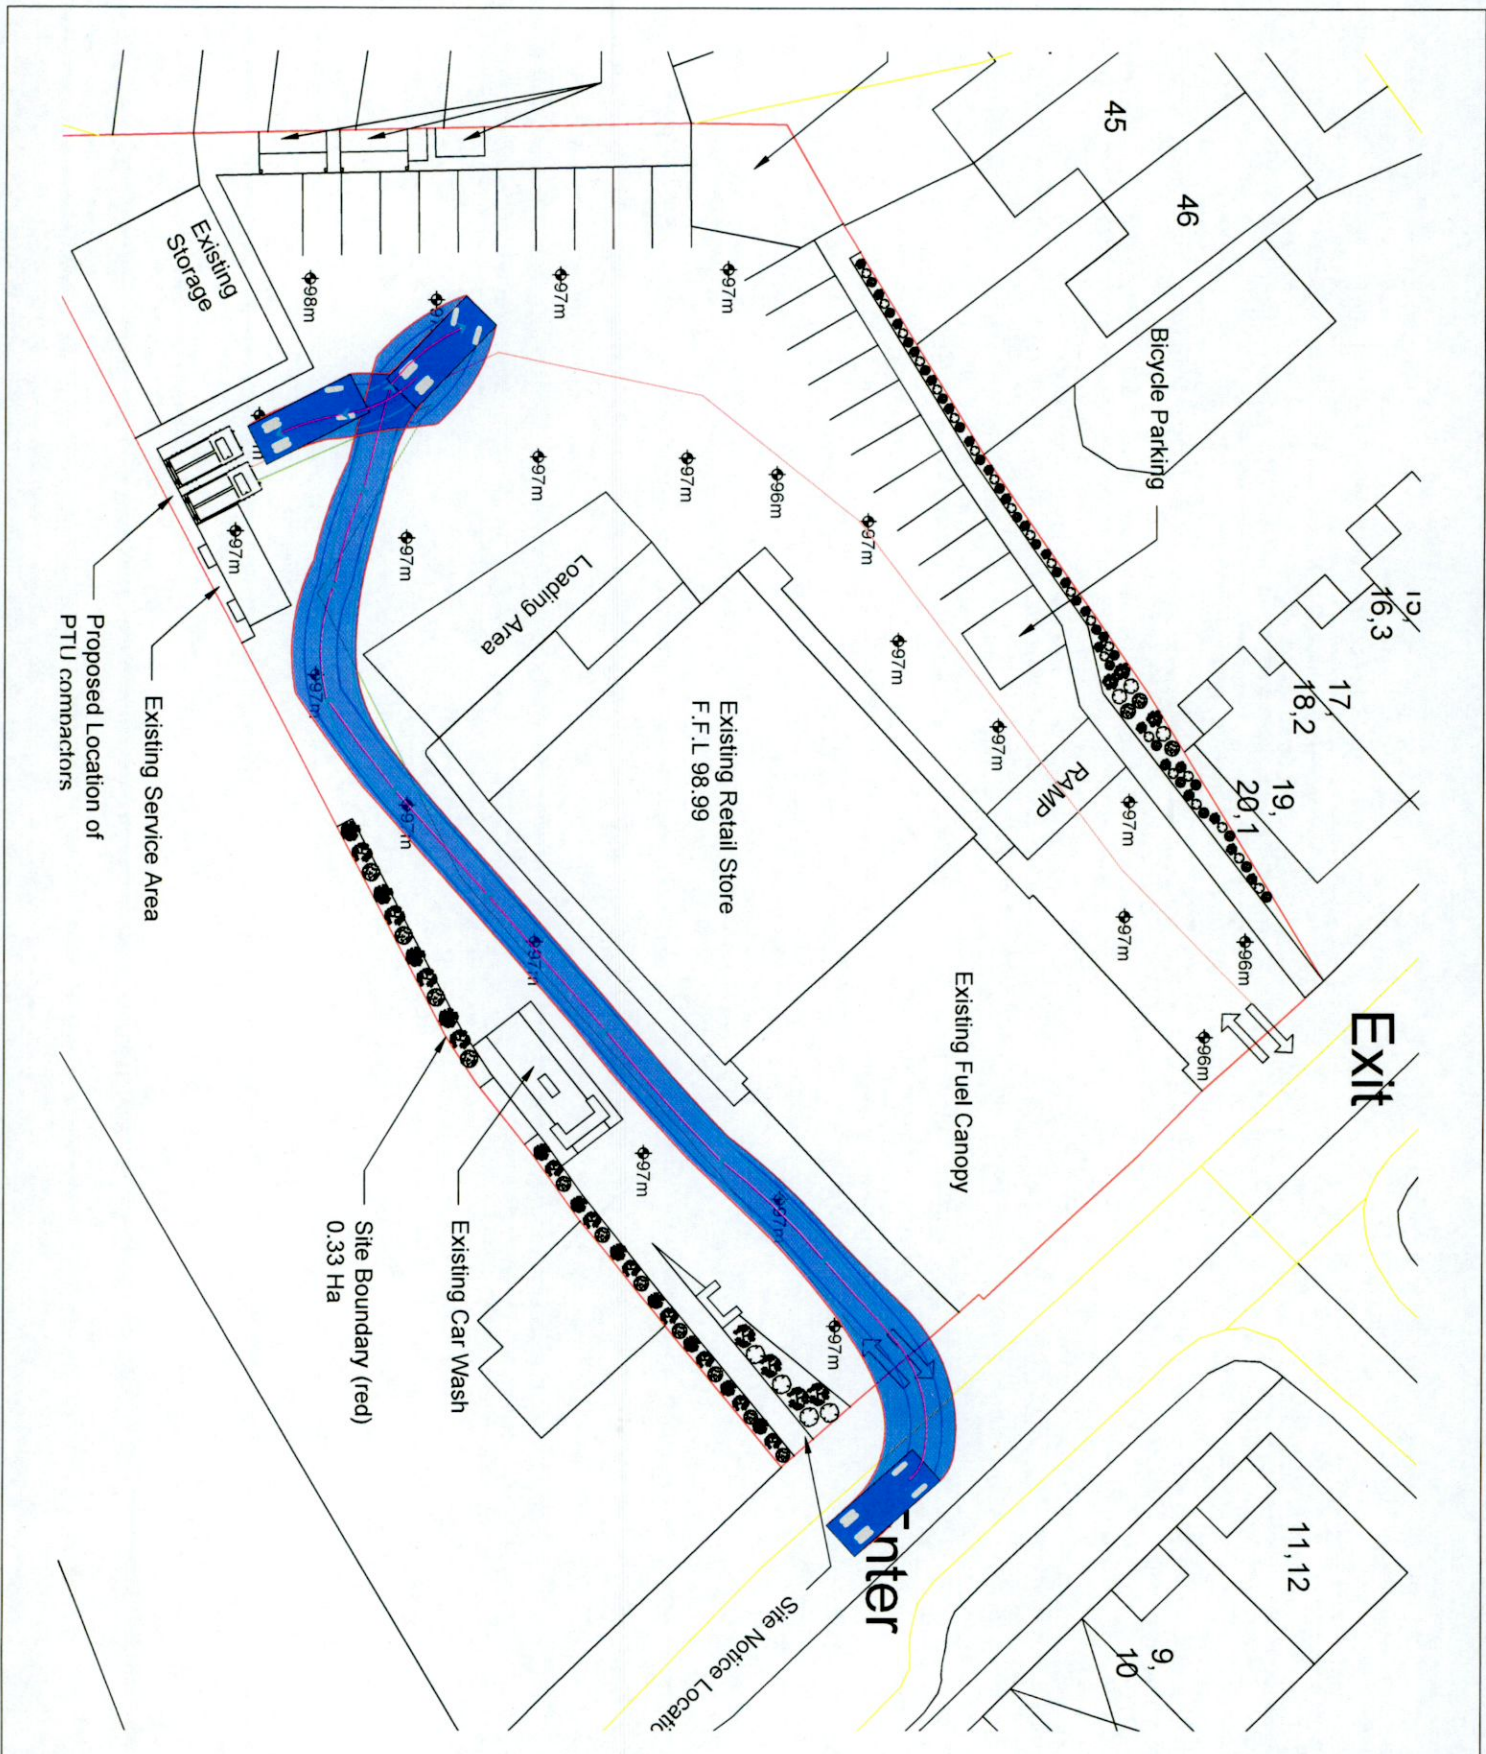 45
46
Existing
Storage
98m
97m
97m
Bicycle Parking
97m
97m
96m
97m
97m
97m
Loading Area
16,3
17,
18,2
19,
20,1
97m
97m
RAMP
97m
97m
96m
96m
Exit
Existing Retail Store
F.F.L 98.99
Existing Fuel Canopy
97m
97m
97m
97m
97m
97m
Proposed Location of
PTU compactors
Existing Service Area
Existing Car Wash
Site Boundary (red)
0.33 Ha
Enter
Site Notice Locatic
11,12
9,
10